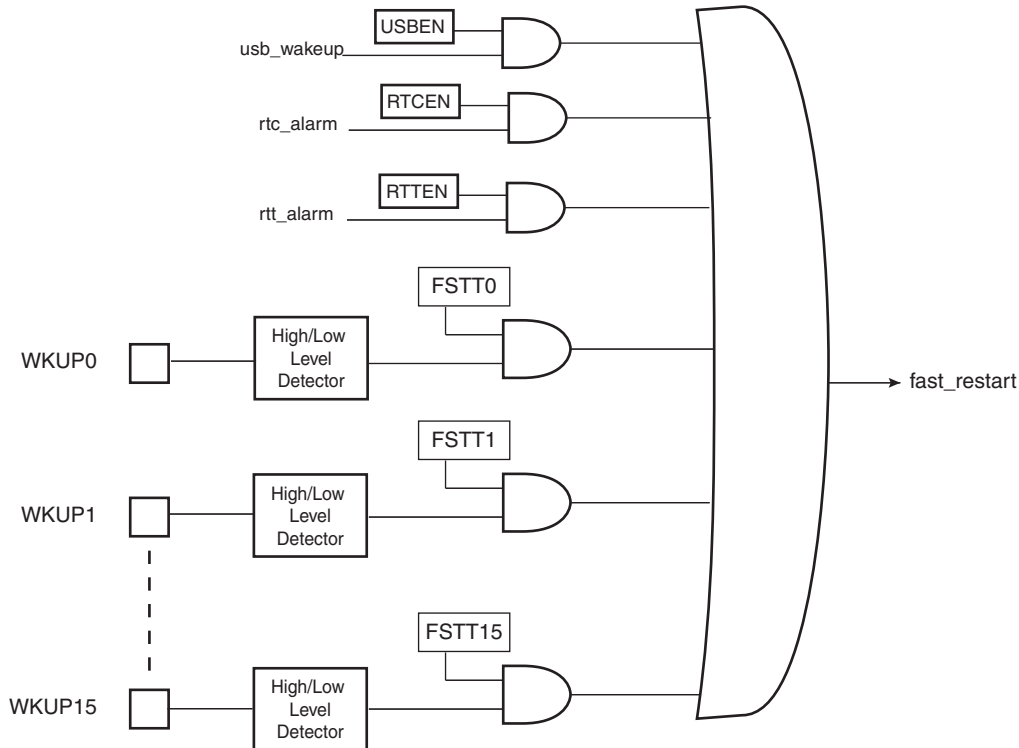 USBEN
usb_wakeup
RTCEN
rtc_alarm
RTTEN
rtt_alarm
FSTT0
High/Low
Level
Detector
WKUP0
fast_restart
FSTT1
High/Low
Level
Detector
WKUP1
FSTT15
High/Low
Level
Detector
WKUP15